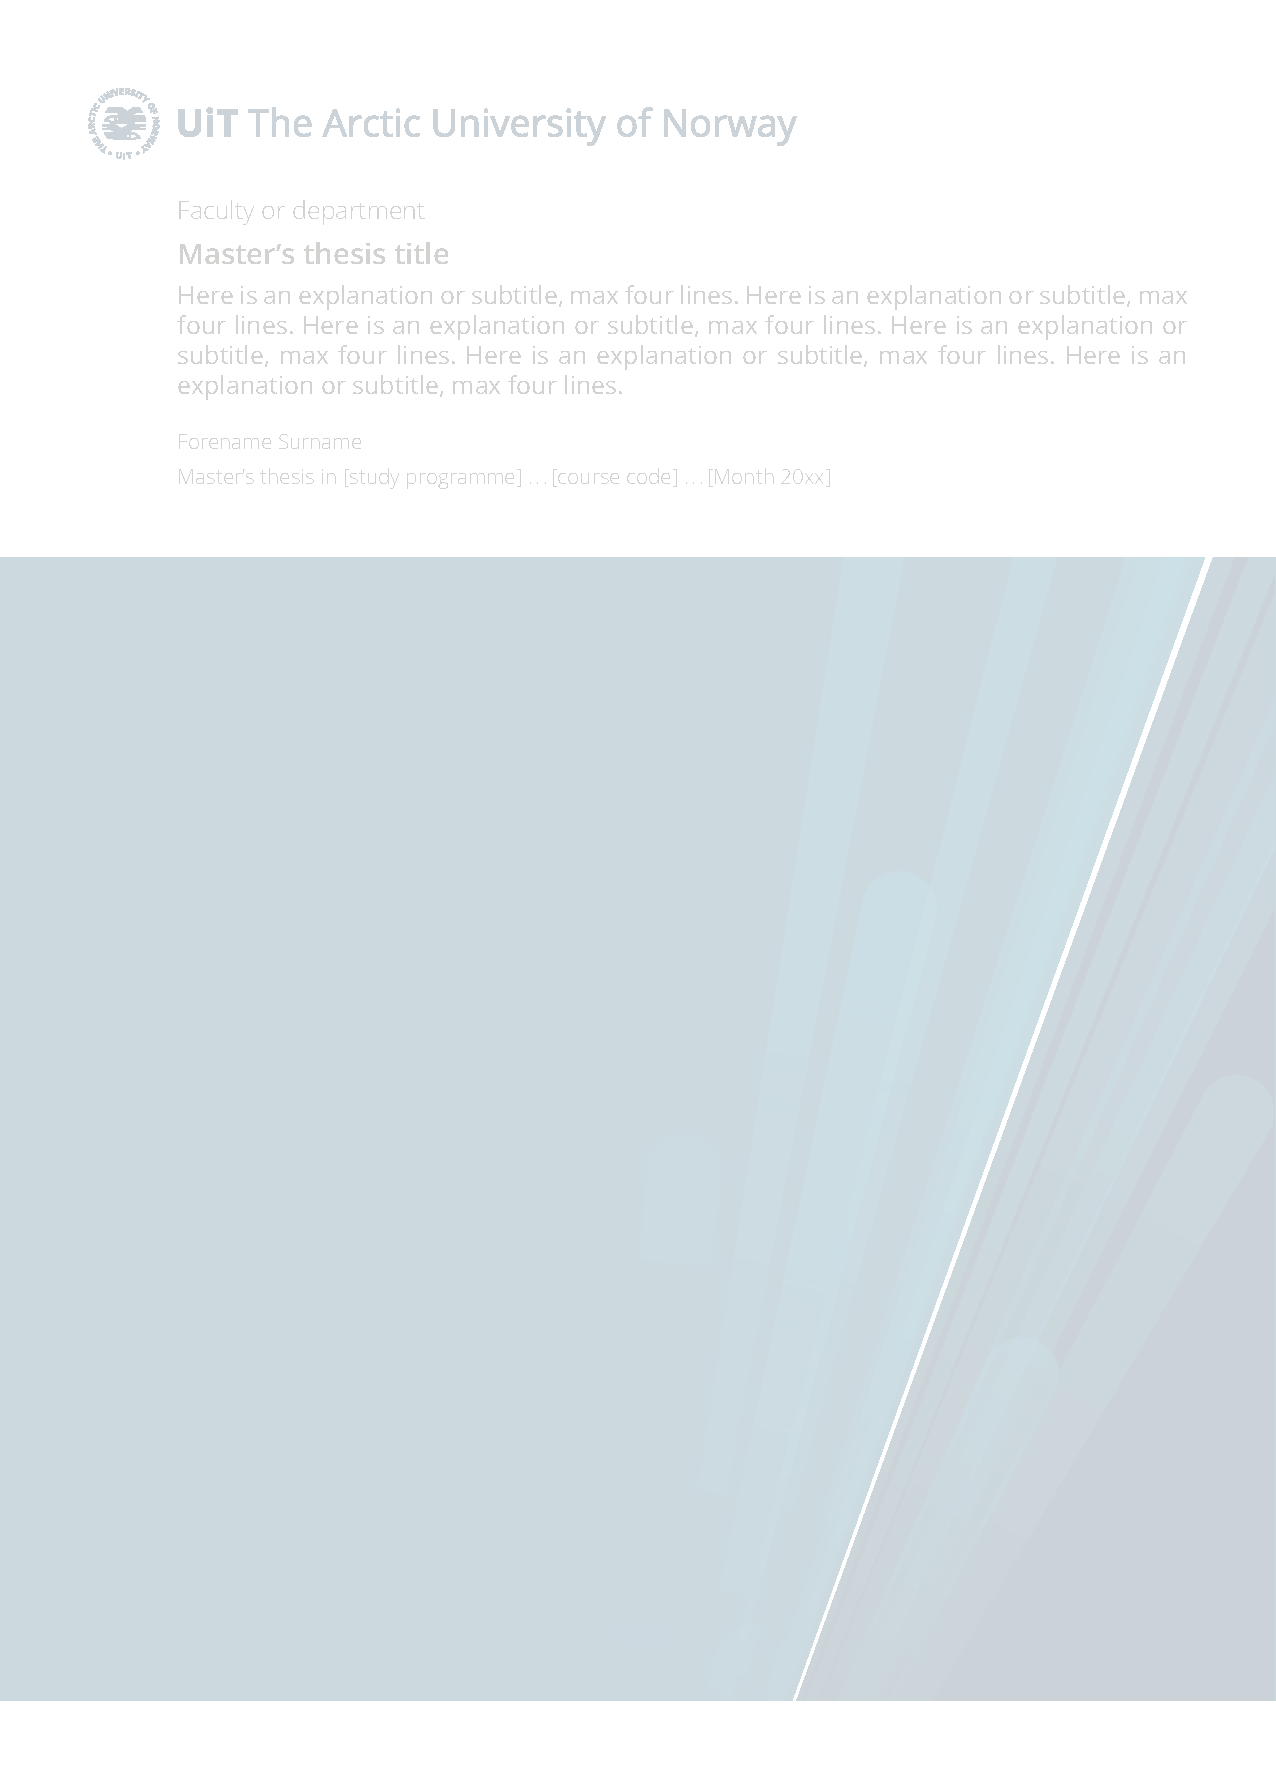 THE ARCTIC UNIVERSITY OF NORWAY • UiT •
UiT The Arctic University of Norway
Faculty or department
Master’s thesis title
Here is an explanation or subtitle, max four lines. Here is an explanation or subtitle, max
four lines. Here is an explanation or subtitle, max four lines. Here is an explanation or
subtitle, max four lines. Here is an explanation or subtitle, max four lines. Here is an
explanation or subtitle, max four lines.
Forename Surname
Master’s thesis in [study programme] ... [course code] ... [Month 20xx]